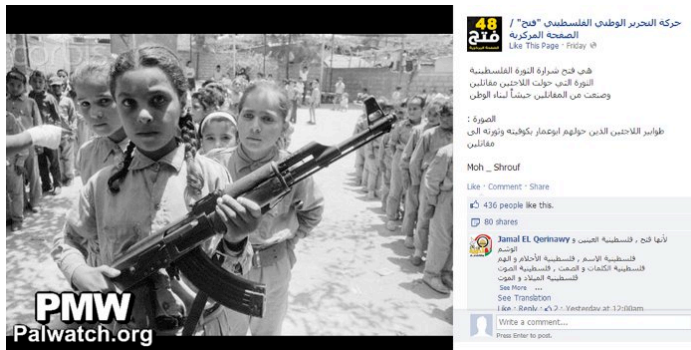 corbis
PMW
Palwatch.org
48
فتح
حركة التحرير الوطني الفلسطيني "فتح" /
الصفحة المركزية
Like This Page · Friday
هي فتح شرارة الثورة الفلسطينية
الثورة التي حولت اللاجئين مقاتلين
وصنعت من المقاتلين جيشاً لبناء الوطن
الصورة :
طوابير اللاجئين الذين حولهم ابوعمار بكوفيته وثورته الى
مقاتلين
Moh _ Shrouf
Like · Comment · Share
436 people like this.
80 shares
Jamal EL Qerinawy لأنها فتح , فلسطينية العينين و
الوشم
فلسطينية الاسم , فلسطينية الأحلام و الهم
فلسطينية الكلمات و الصمت , فلسطينية الصوت
فلسطينية الميلاد و الموت
See More ...
See Translation
Like · Reply · 2 · Yesterday at 12:00am
Write a comment...
Press Enter to post.